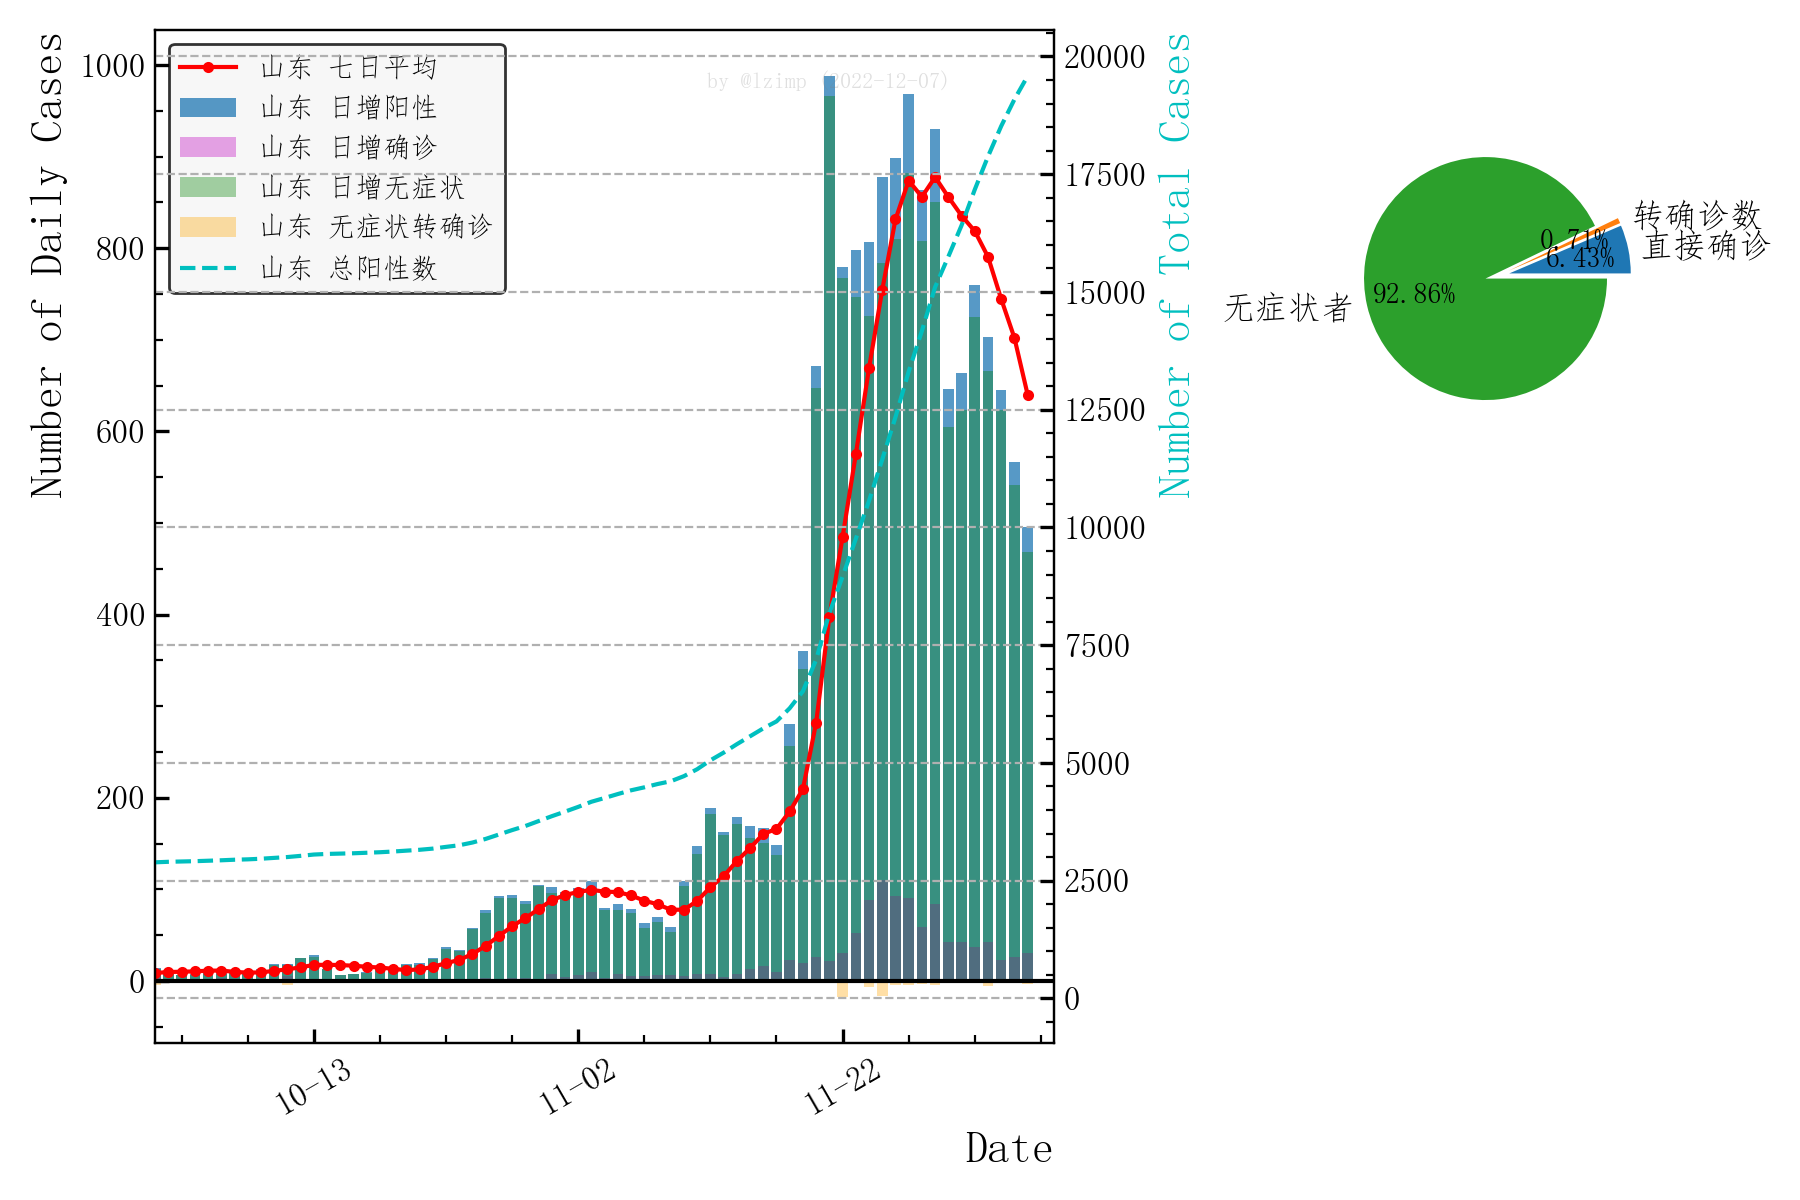 Number of Daily Cases
1000
800
600
400
200
0
山东 七日平均
山东 日增阳性
山东 日增确诊
山东 日增无症状
山东 无症状转确诊
山东 总阳性数
by @lzimp (2022-12-07)
20000
17500
15000
12500
10000
7500
5000
2500
0
Number of Total Cases
10-13
11-02
11-22
Date
转确诊数
0.71%
直接确诊
6.43%
无症状者
92.86%